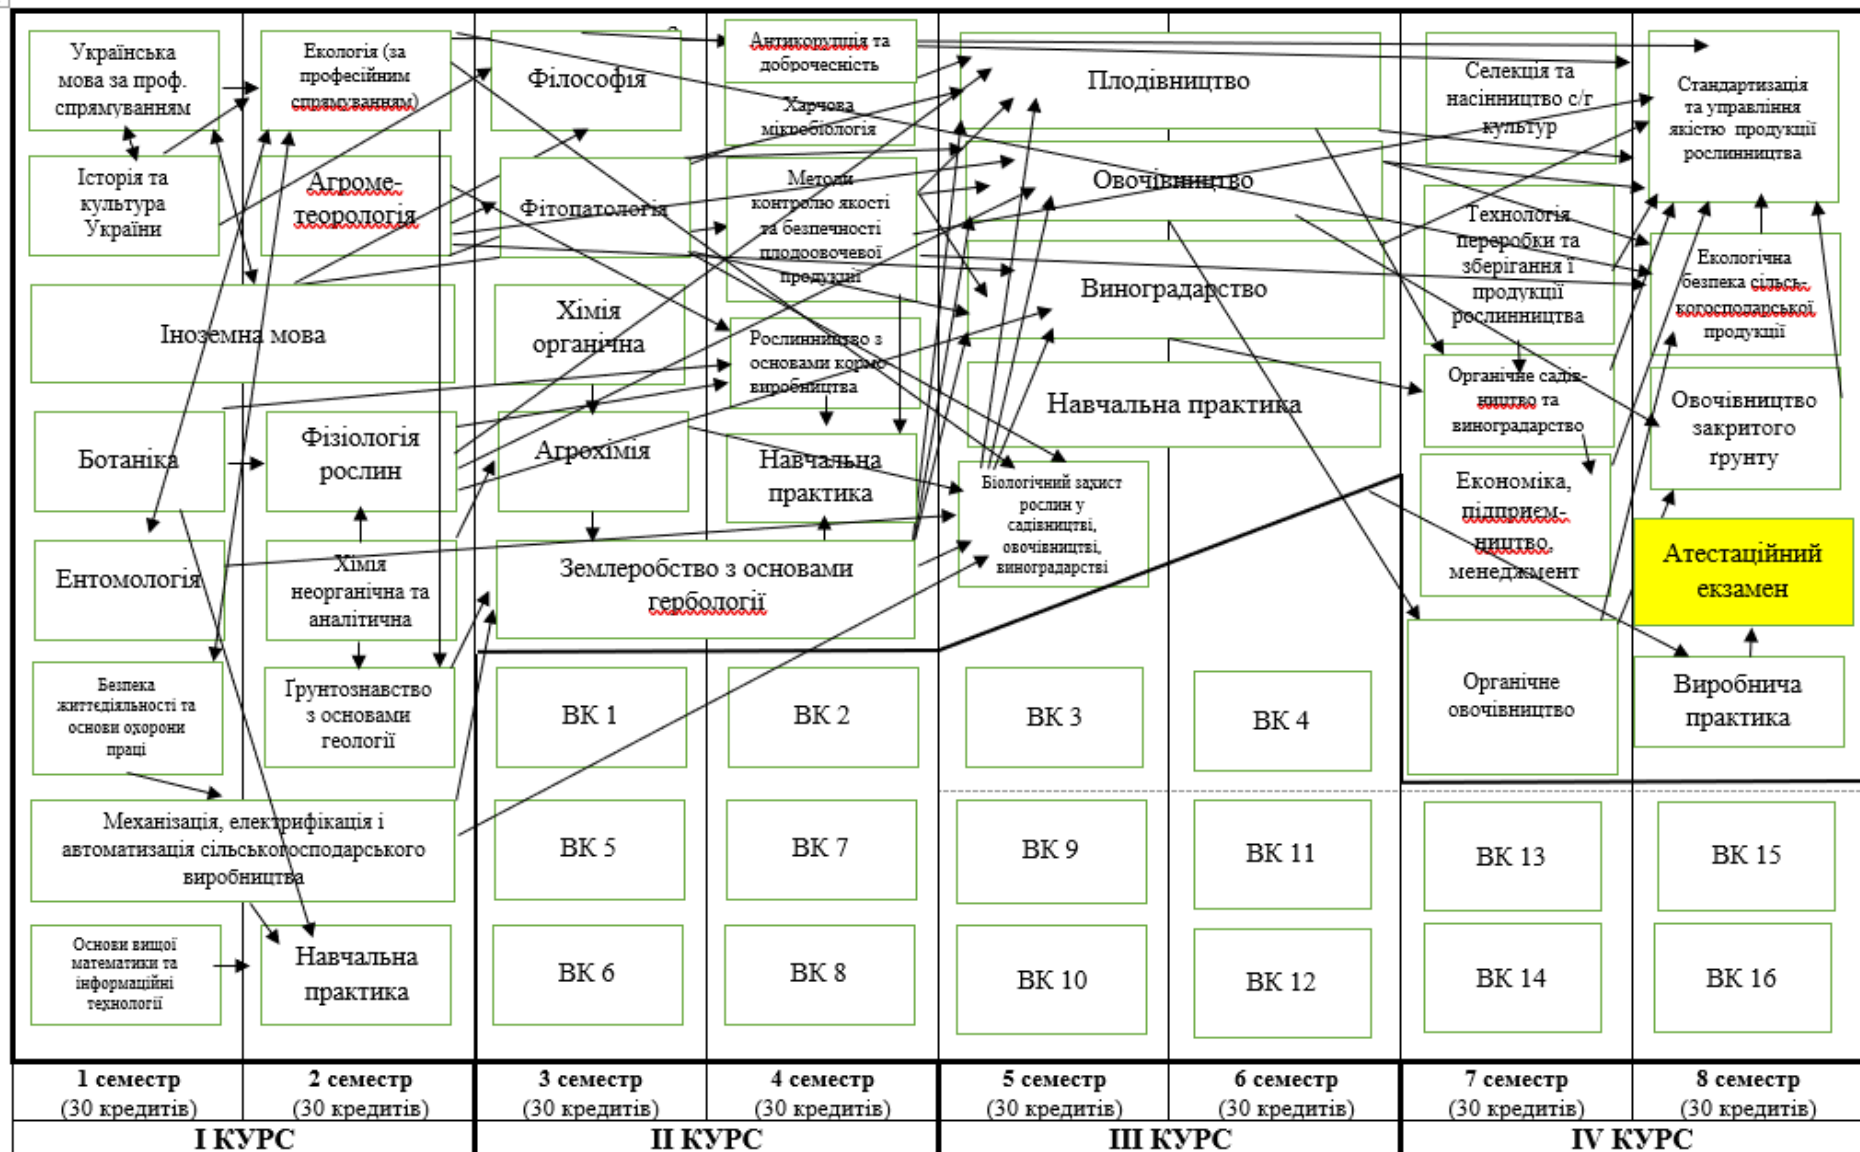 Українська
мова за проф.
спрямуванням
Історія та
культура
України
Іноземна мова
Ботаніка
Ентомологія
Безпека
життєдіяльності та
основи охорони
праці
Механізація, електрифікація і
автоматизація сільськогосподарського
виробництва
Основи вищої
математики та
інформаційні
технології
Екологія (за
професійним
спрямуванням)
Агроме-
теорологія
Фізіологія
рослин
Хімія
неорганічна та
аналітична
Ґрунтознавство
з основами
геології
Навчальна
практика
Філософія
Фітопатологія
Хімія
органічна
Агрохімія
Землеробство з основами
гербології
ВК 1
ВК 5
ВК 6
Антикорупція та
доброчесність
Харчова
мікробіологія
Методи
контролю якості
та безпечності
плодоовочевої
продукції
Рослинництво з
основами кормо-
виробництва
Навчальна
практика
ВК 2
ВК 7
ВК 8
Плодівництво
Овочівництво
Виноградарство
Навчальна практика
Біологічний захист
рослин у
садівництві,
овочівництві,
виноградарстві
ВК 3
ВК 9
ВК 10
ВК 4
ВК 11
ВК 12
Селекція та
насінництво с/г
культур
Технологія
переробки та
зберігання ї
продукції
рослинництва
Органічне садів-
ництво та
виноградарство
Економіка,
підприєм-
ництво,
менеджмент
Органічне
овочівництво
ВК 13
ВК 14
Стандартизація
та управління
якістю продукції
рослинництва
Екологічна
безпека сільсь-
когосподарської
продукції
Овочівництво
закритого
ґрунту
Атестаційний
екзамен
Виробнича
практика
ВК 15
ВК 16
1 семестр
(30 кредитів)
2 семестр
(30 кредитів)
3 семестр
(30 кредитів)
4 семестр
(30 кредитів)
5 семестр
(30 кредитів)
6 семестр
(30 кредитів)
7 семестр
(30 кредитів)
8 семестр
(30 кредитів)
І КУРС
ІІ КУРС
ІІІ КУРС
IV КУРС